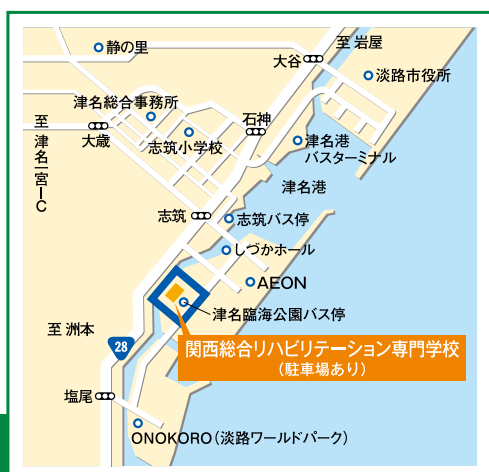 至 岩屋
静の里
大谷
淡路市役所
津名総合事務所
石神
至 津名一宮IC
大歳
志筑小学校
津名港
バスターミナル
津名港
志筑
志筑バス停
しづかホール
AEON
津名臨海公園バス停
至 洲本
28
関西総合リハビリテーション専門学校
（駐車場あり）
塩尾
ONOKORO（淡路ワールドパーク）